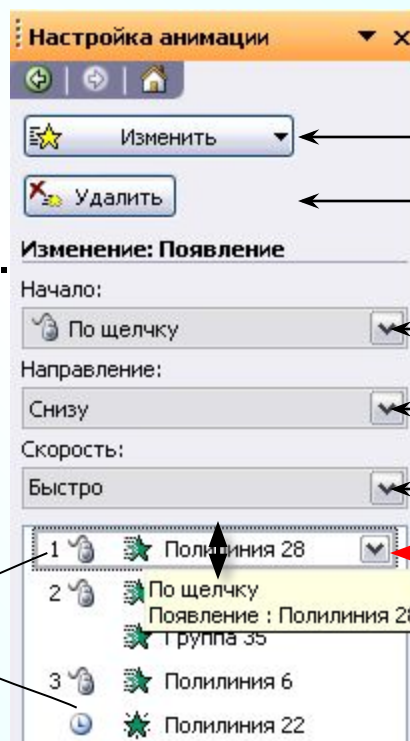 Настройка анимации
Изменить
Удалить
Изменение: Появление
Начало:
По щелчку
Направление:
Снизу
Скорость:
Быстро
1 Полилиния 28
2 По щелчку
Появление : Полилиния 28
Группа 35
3 Полилиния 6
Полилиния 22